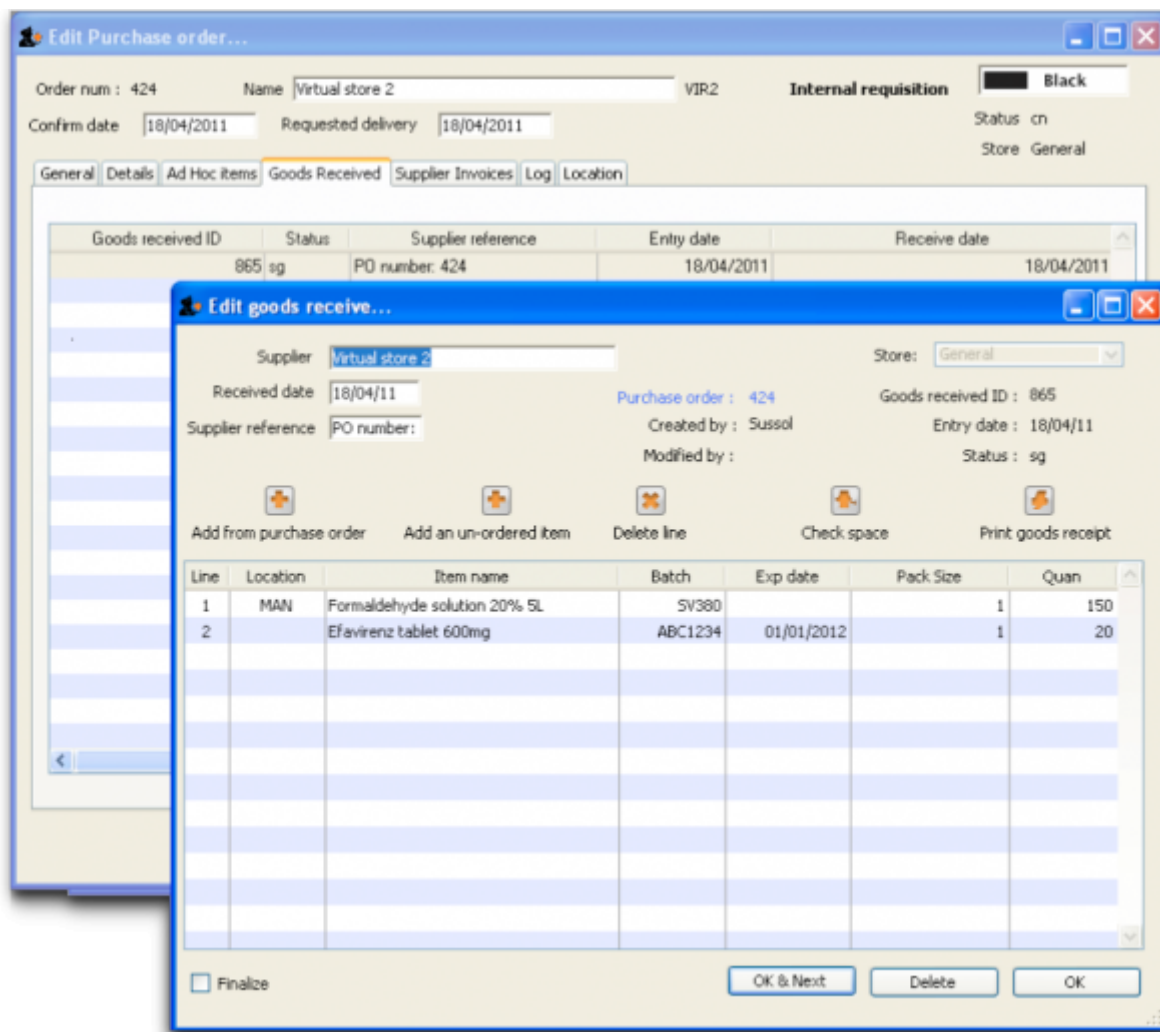 Edit Purchase order...
Order num : 424 Name Virtual store 2 VIR2 Internal requisition Black
Confirm date 18/04/2011 Requested delivery 18/04/2011 Status cn
Store General
General Details Ad Hoc items Goods Received Supplier Invoices Log Location
Goods received ID Status Supplier reference Entry date Receive date
865 sg PO number: 424 18/04/2011 18/04/2011
Edit goods receive...
Supplier Virtual store 2 Store: General
Received date 18/04/11 Purchase order : 424 Goods received ID : 865
Supplier reference PO number: Created by : Sussol Entry date : 18/04/11
Modified by : Status : sg
Add from purchase order Add an un-ordered item Delete line Check space Print goods receipt
Line Location Item name Batch Exp date Pack Size Quan
1 MAN Formaldehyde solution 20% 5L SV380 1 150
2 Efavirenz tablet 600mg ABC1234 01/01/2012 1 20
Finalize OK & Next Delete OK